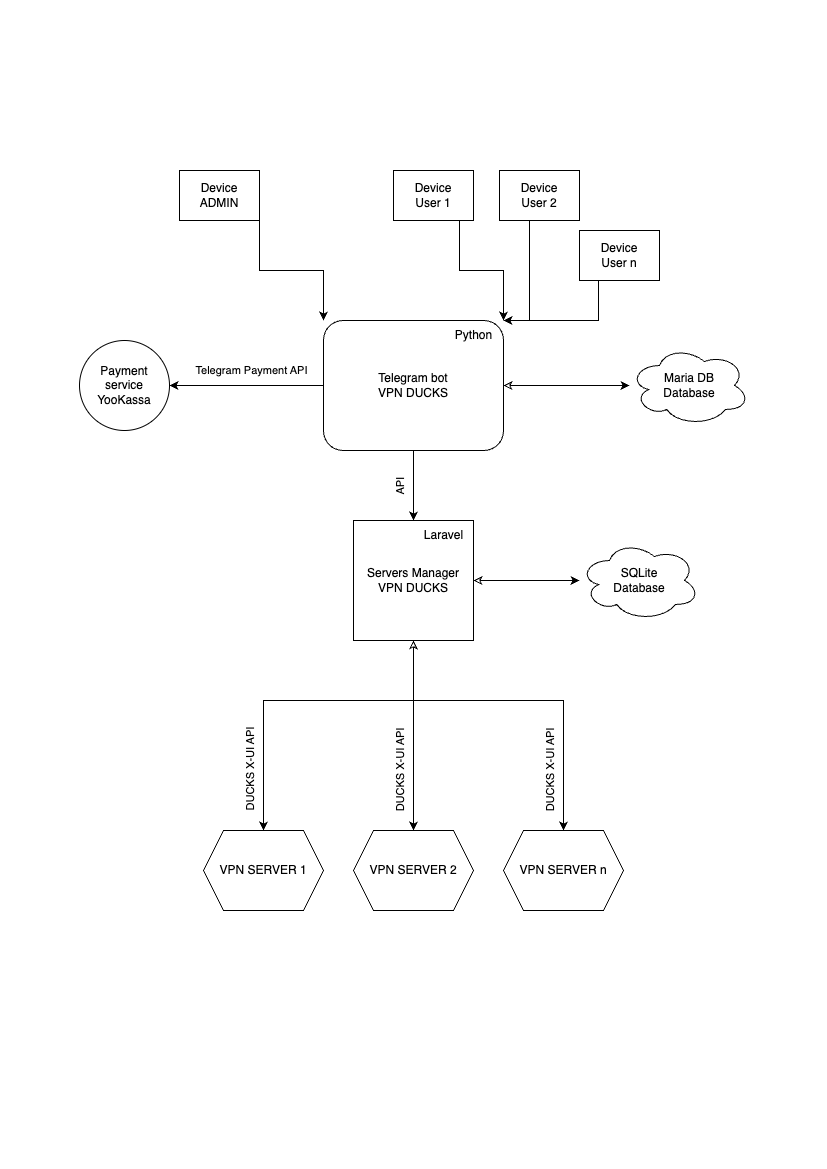 Device
ADMIN
Device
User 1
Device
User 2
Device
User n
Python
Telegram bot
VPN DUCKS
Payment
service
YooKassa
Telegram Payment API
Maria DB
Database
API
Laravel
Servers Manager
VPN DUCKS
SQLite
Database
DUCKS X-UI API
DUCKS X-UI API
DUCKS X-UI API
VPN SERVER 1
VPN SERVER 2
VPN SERVER n